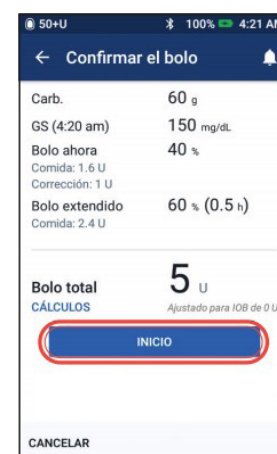 50+U 100% 4:21 AM
Confirmar el bolo
Carb. 60 g
GS (4:20 am) 150 mg/dL
Bolo ahora 40 %
Comida: 1.6 U
Corrección: 1 U
Bolo extendido 60 % (0.5 h)
Comida: 2.4 U
Bolo total 5 U
CÁLCULOS Ajustado para IOB de 0 U
INICIO
CANCELAR